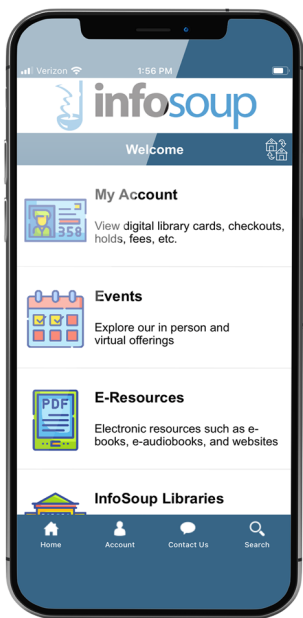 Verizon
1:56 PM
infosoup
Welcome
My Account
View digital library cards, checkouts,
holds, fees, etc.
358
Events
Explore our in person and
virtual offerings
PDF
E-Resources
Electronic resources such as e-
books, e-audiobooks, and websites
InfoSoup Libraries
Home
Account
Contact Us
Search